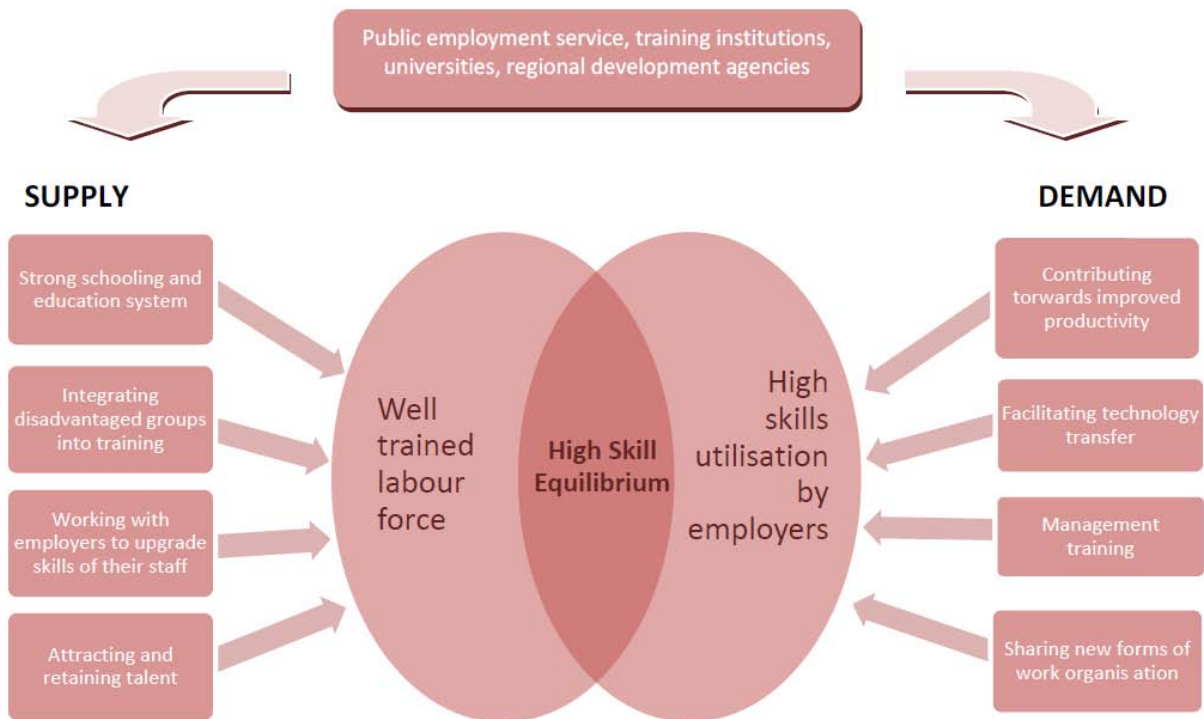 Public employment service, training institutions,
universities, regional development agencies
SUPPLY
Strong schooling and
education system
Integrating
disadvantaged groups
into training
Working with
employers to upgrade
skills of their staff
Attracting and
retaining talent
Well
trained
labour
force
High Skill
Equilibrium
High
skills
utilisation
by
employers
DEMAND
Contributing
torwards improved
productivity
Facilitating technology
transfer
Management
training
Sharing new forms of
work organis ation